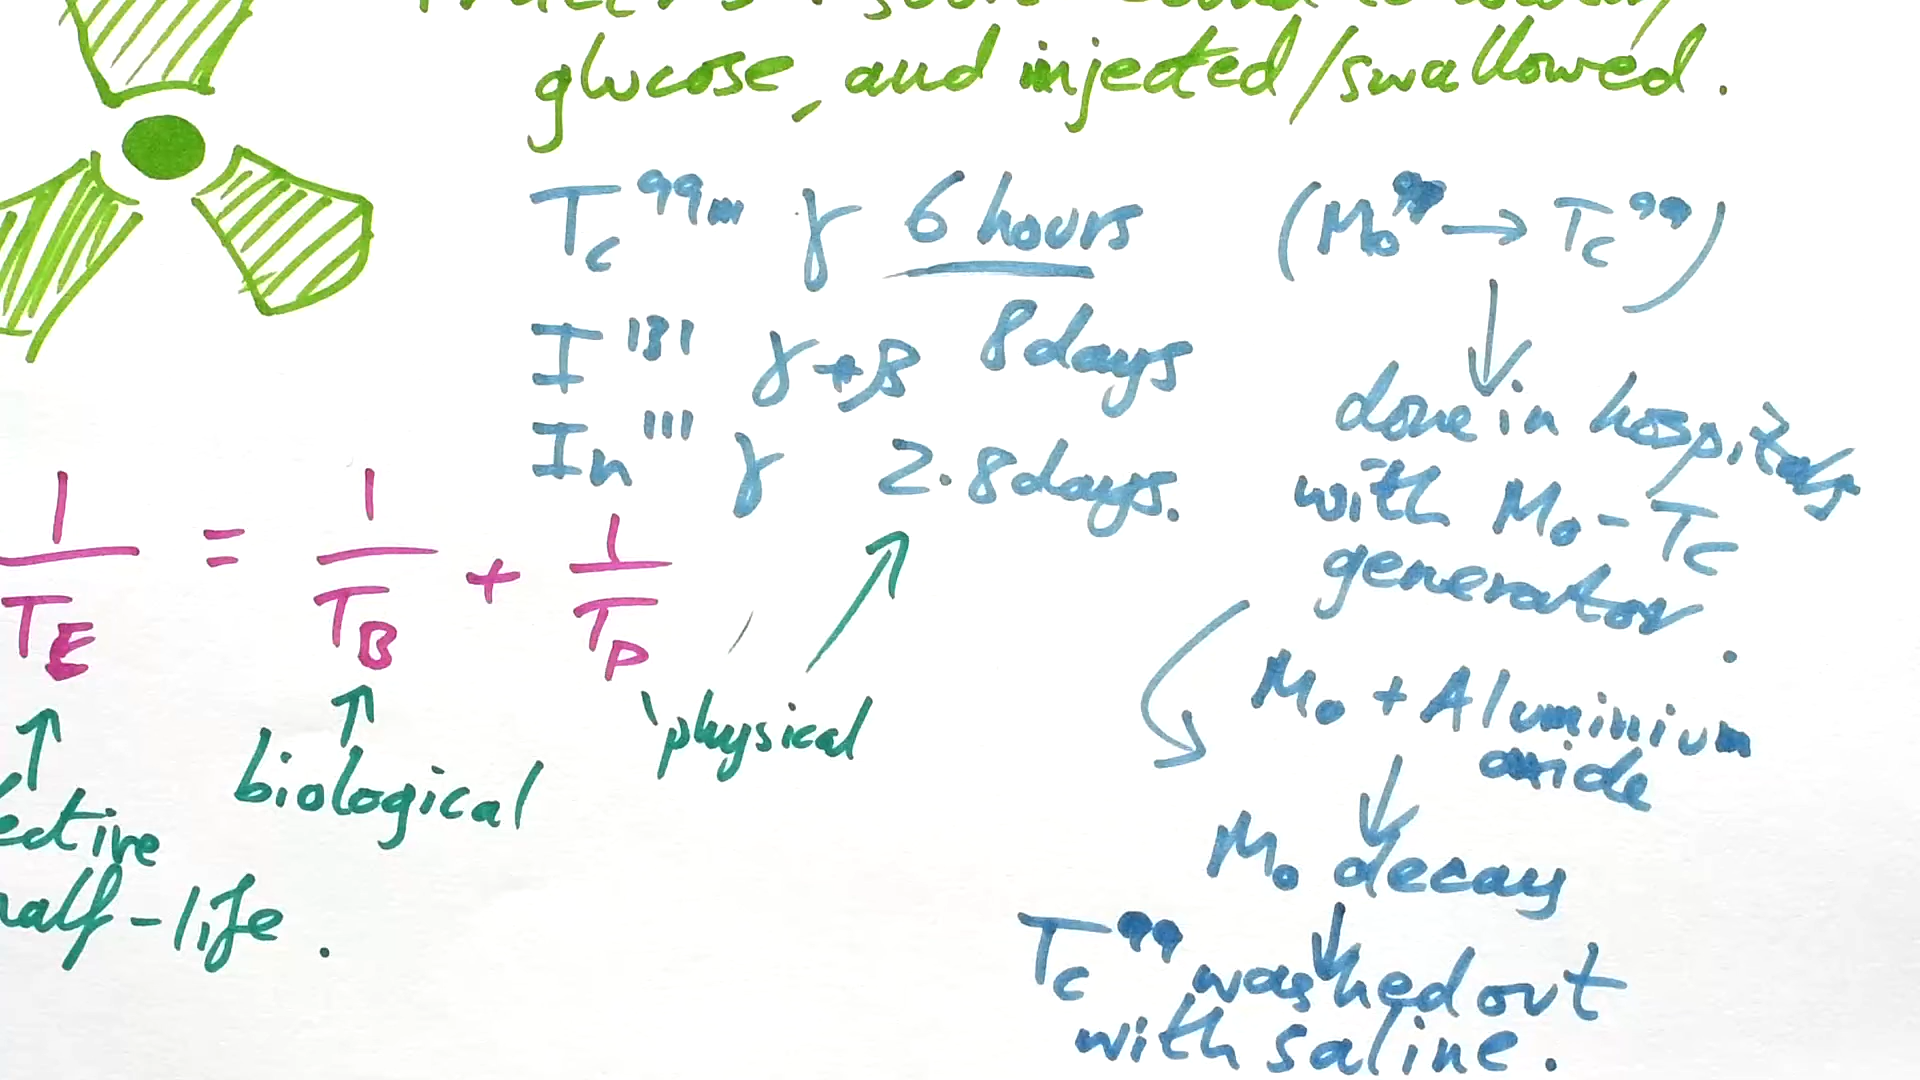 glucose, and injected/swallowed.
Tc 99m γ 6 hours
I 131 γ + β 8 days
In 111 γ 2.8 days.
(Mo 99 → Tc 99)
done in hospitals
with Mo - Tc
generator.
Mo + Aluminium
oxide
Mo decay
Tc 99 washed out
with saline.
1/TE = 1/TB + 1/TP
physical
biological
ective
half-life.